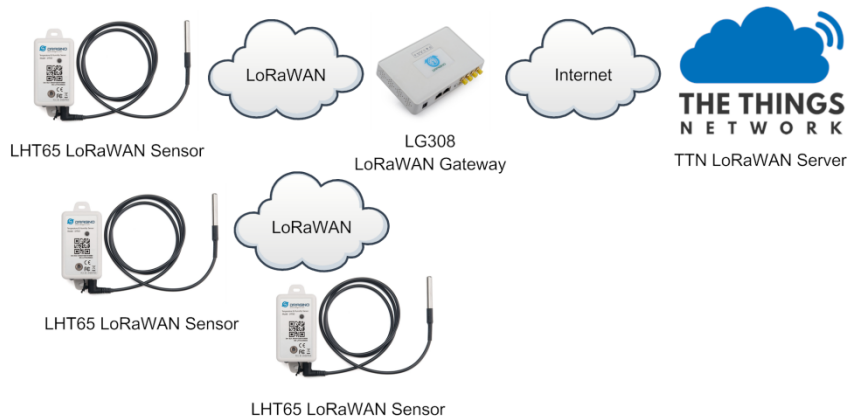 LoRaWAN
Internet
THE THINGS
NETWORK
LHT65 LoRaWAN Sensor
LG308
LoRaWAN Gateway
TTN LoRaWAN Server
LoRaWAN
LHT65 LoRaWAN Sensor
LHT65 LoRaWAN Sensor